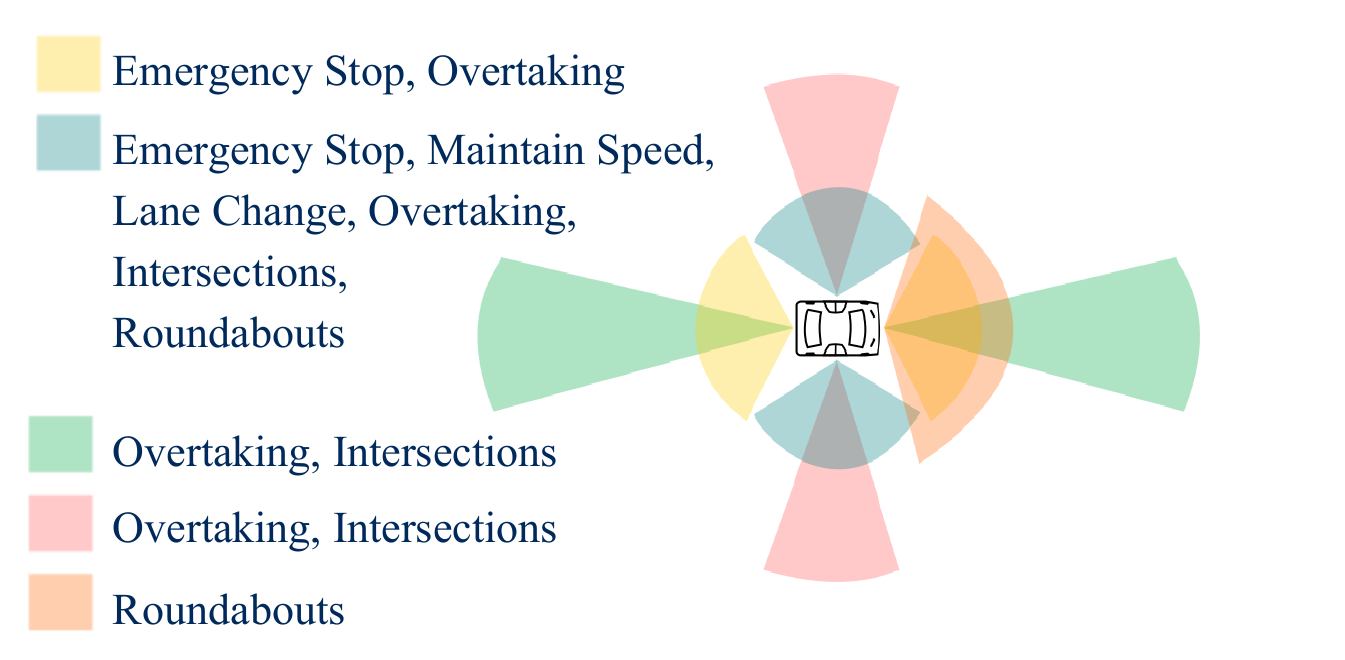 Emergency Stop, Overtaking
Emergency Stop, Maintain Speed,
Lane Change, Overtaking,
Intersections,
Roundabouts
Overtaking, Intersections
Overtaking, Intersections
Roundabouts